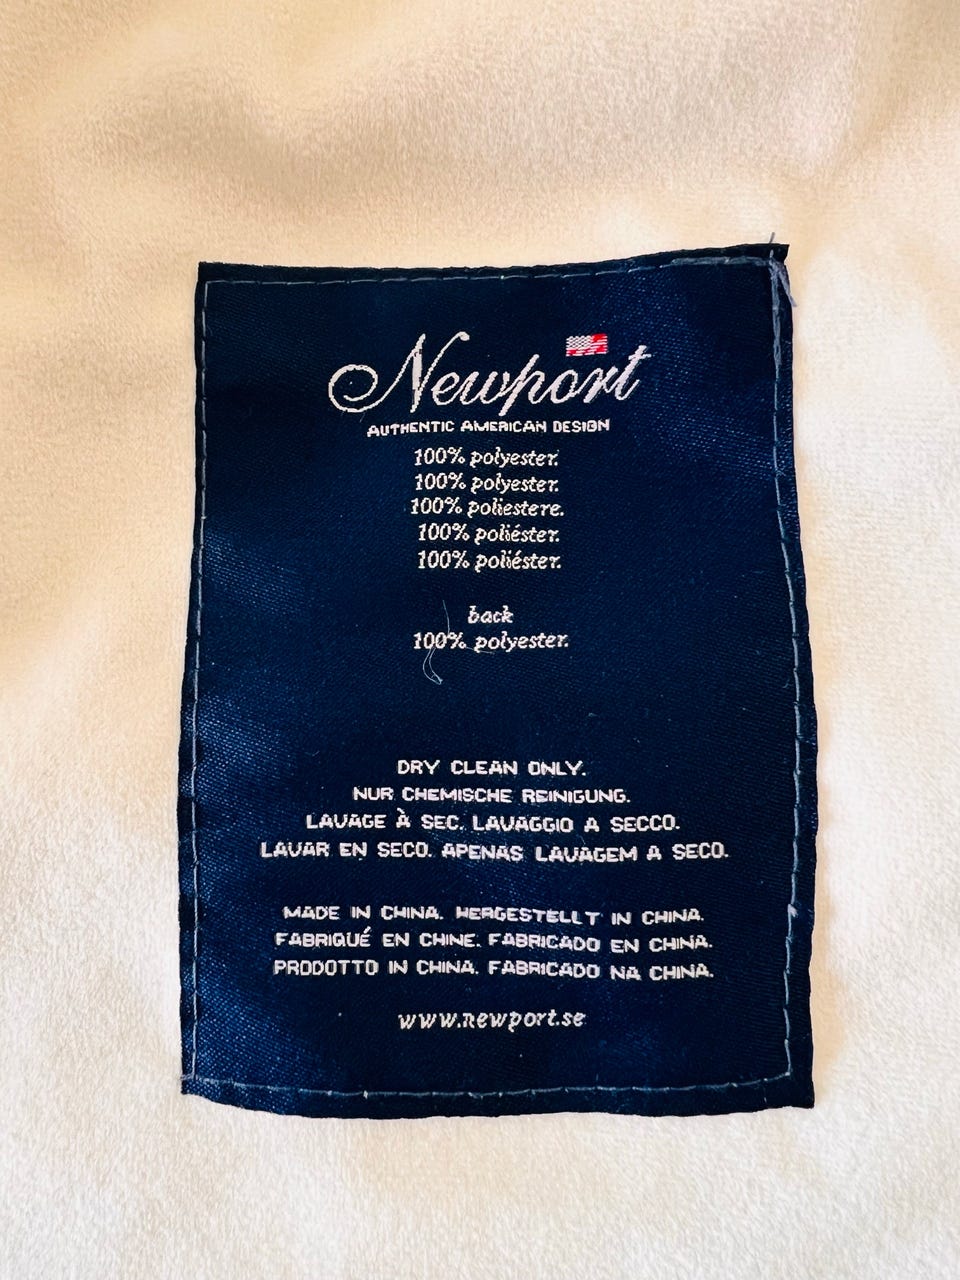 Newport
AUTHENTIC AMERICAN DESIGN
100% polyester.
100% polyester.
100% poliestere.
100% poliéster.
100% poliéster.
back
100% polyester.
DRY CLEAN ONLY.
NUR CHEMISCHE REINIGUNG.
LAVAGE À SEC. LAVAGGIO A SECCO.
LAVAR EN SECO. APENAS LAVAGEM A SECO.
MADE IN CHINA. HERGESTELLT IN CHINA.
FABRIQUÉ EN CHINE. FABRICADO EN CHINA.
PRODOTTO IN CHINA. FABRICADO NA CHINA.
www.newport.se